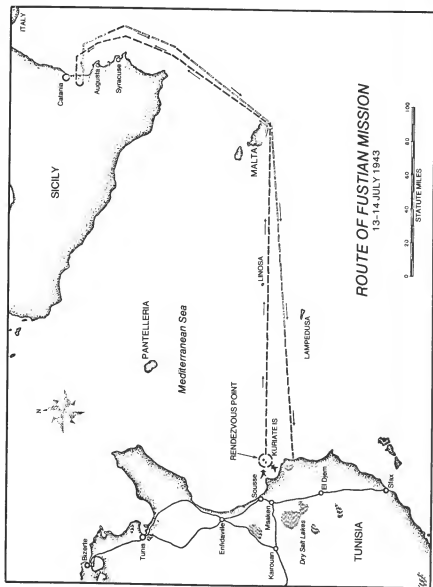 ITALY
Catania
Augusta
Syracuse
SICILY
MALTA
PANTELLERIA
Mediterranean Sea
LINOSA
LAMPEDUSA
RENDEZVOUS POINT
KURIATE IS
N
Bizerte
Tunis
Enfidaville
Sousse
Msaken
Kairouan
El Djem
Dry Salt Lakes
Sfax
TUNISIA
ROUTE OF FUSTIAN MISSION
13-14 JULY 1943
0 20 40 60 80 100
STATUTE MILES